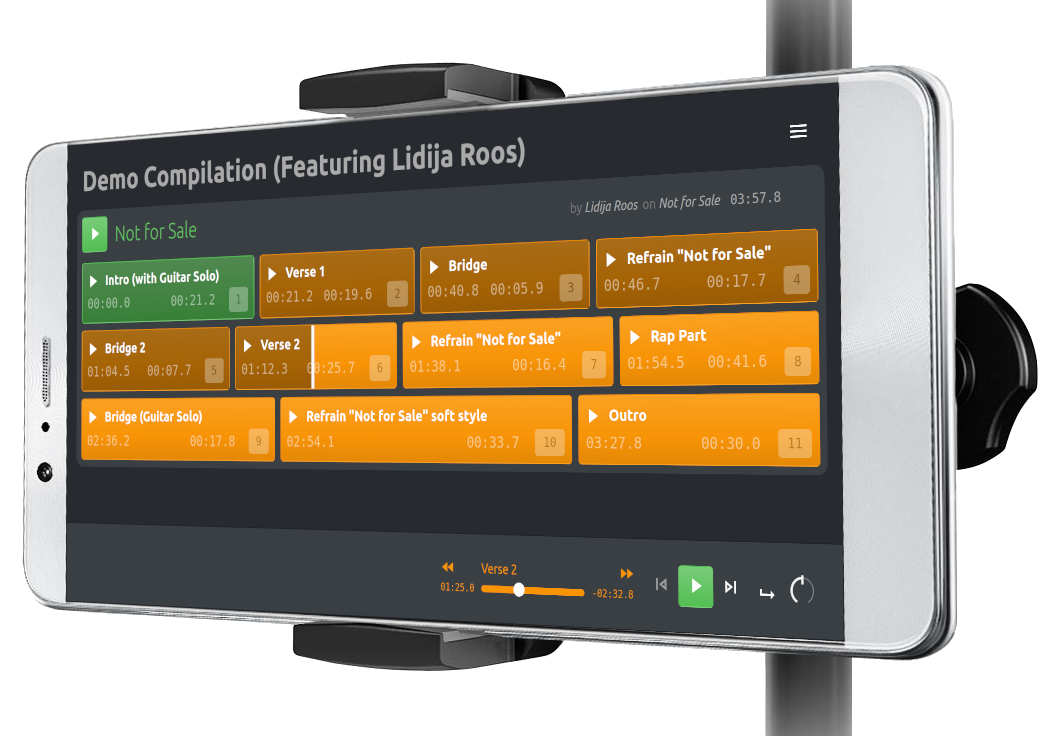 Demo Compilation (Featuring Lidija Roos)
Not for Sale
by Lidija Roos on Not for Sale 03:57.8
Intro (with Guitar Solo)
00:00.0 00:21.2 1
Verse 1
00:21.2 00:19.6 2
Bridge
00:40.8 00:05.9 3
Refrain "Not for Sale"
00:46.7 00:17.7 4
Bridge 2
01:04.5 00:07.7 5
Verse 2
01:12.3 00:25.7 6
Refrain "Not for Sale"
01:38.1 00:16.4 7
Rap Part
01:54.5 00:41.6 8
Bridge (Guitar Solo)
02:36.2 00:17.8 9
Refrain "Not for Sale" soft style
02:54.1 00:33.7 10
Outro
03:27.8 00:30.0 11
Verse 2
01:25.0 -02:32.8